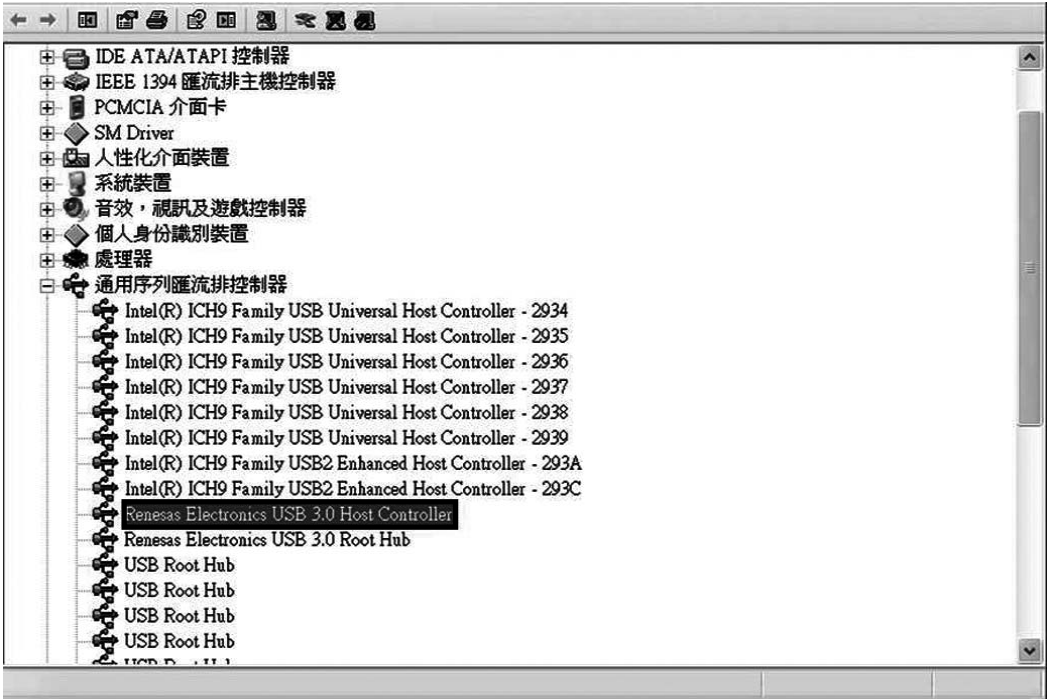 IDE ATA/ATAPI 控制器
IEEE 1394 匯流排主機控制器
PCMCIA 介面卡
SM Driver
人性化介面裝置
系統裝置
音效，視訊及遊戲控制器
個人身份識別裝置
處理器
通用序列匯流排控制器
Intel(R) ICH9 Family USB Universal Host Controller - 2934
Intel(R) ICH9 Family USB Universal Host Controller - 2935
Intel(R) ICH9 Family USB Universal Host Controller - 2936
Intel(R) ICH9 Family USB Universal Host Controller - 2937
Intel(R) ICH9 Family USB Universal Host Controller - 2938
Intel(R) ICH9 Family USB Universal Host Controller - 2939
Intel(R) ICH9 Family USB2 Enhanced Host Controller - 293A
Intel(R) ICH9 Family USB2 Enhanced Host Controller - 293C
Renesas Electronics USB 3.0 Host Controller
Renesas Electronics USB 3.0 Root Hub
USB Root Hub
USB Root Hub
USB Root Hub
USB Root Hub